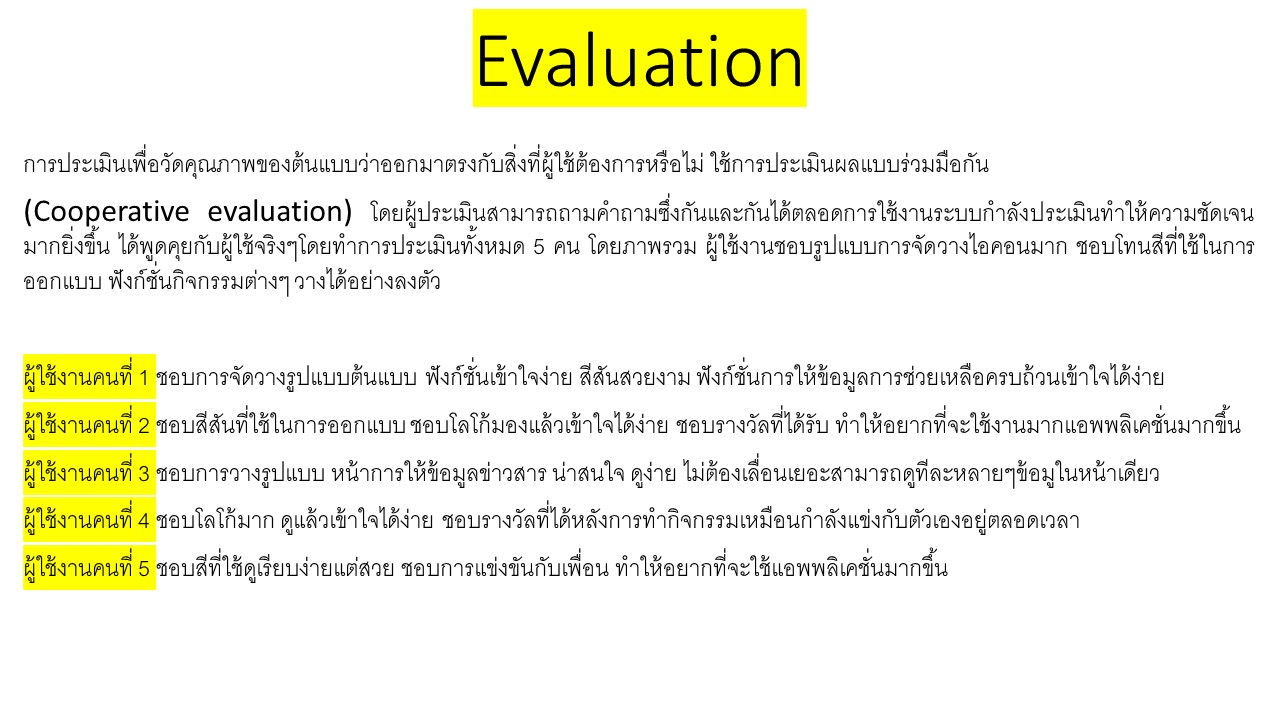 Evaluation
การประเมินเพื่อวัดคุณภาพของต้นแบบว่าออกมาตรงกับสิ่งที่ผู้ใช้ต้องการหรือไม่ ใช้การประเมินผลแบบร่วมมือกัน
(Cooperative evaluation) โดยผู้ประเมินสามารถถามคำถามซึ่งกันและกันได้ตลอดการใช้งานระบบกำลังประเมินทำให้ความชัดเจน
มากยิ่งขึ้น ได้พูดคุยกับผู้ใช้จริงๆโดยทำการประเมินทั้งหมด 5 คน โดยภาพรวม ผู้ใช้งานชอบรูปแบบการจัดวางไอคอนมาก ชอบโทนสีที่ใช้ในการ
ออกแบบ ฟังก์ชั่นกิจกรรมต่างๆ วางได้อย่างลงตัว
ผู้ใช้งานคนที่ 1 ชอบการจัดวางรูปแบบต้นแบบ ฟังก์ชั่นเข้าใจง่าย สีสันสวยงาม ฟังก์ชั่นการให้ข้อมูลการช่วยเหลือครบถ้วนเข้าใจได้ง่าย
ผู้ใช้งานคนที่ 2 ชอบสีสันที่ใช้ในการออกแบบ ชอบโลโก้มองแล้วเข้าใจได้ง่าย ชอบรางวัลที่ได้รับ ทำให้อยากที่จะใช้งานมากแอพพลิเคชั่นมากขึ้น
ผู้ใช้งานคนที่ 3 ชอบการวางรูปแบบ หน้าการให้ข้อมูลข่าวสาร น่าสนใจ ดูง่าย ไม่ต้องเลื่อนเยอะสามารถดูทีละหลายๆข้อมูในหน้าเดียว
ผู้ใช้งานคนที่ 4 ชอบโลโก้มาก ดูแล้วเข้าใจได้ง่าย ชอบรางวัลที่ได้หลังการทำกิจกรรมเหมือนกำลังแข่งกับตัวเองอยู่ตลอดเวลา
ผู้ใช้งานคนที่ 5 ชอบสีที่ใช้ดูเรียบง่ายแต่สวย ชอบการแข่งขันกับเพื่อน ทำให้อยากที่จะใช้แอพพลิเคชั่นมากขึ้น